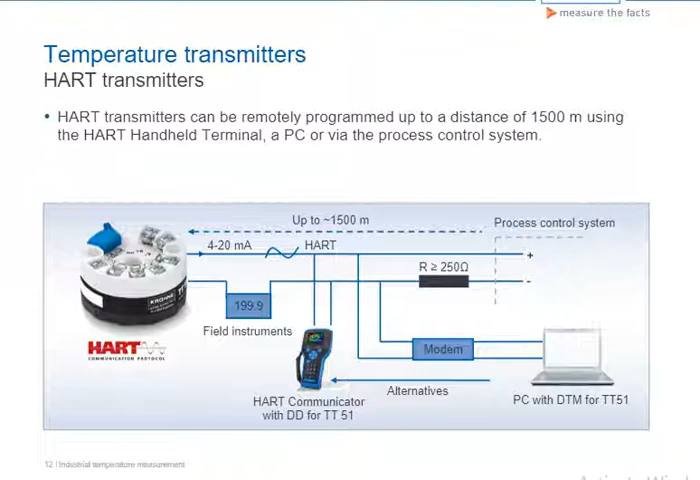 measure the facts
Temperature transmitters
HART transmitters
• HART transmitters can be remotely programmed up to a distance of 1500 m using
the HART Handheld Terminal, a PC or via the process control system.
Up to ~1500 m
Process control system
4-20 mA
HART
+
R ≥ 250Ω
-
KROHNE
199.9
Field instruments
HART
COMMUNICATION PROTOCOL
Modem
Alternatives
HART Communicator
with DD for TT 51
PC with DTM for TT51
12 | Industrial temperature measurement